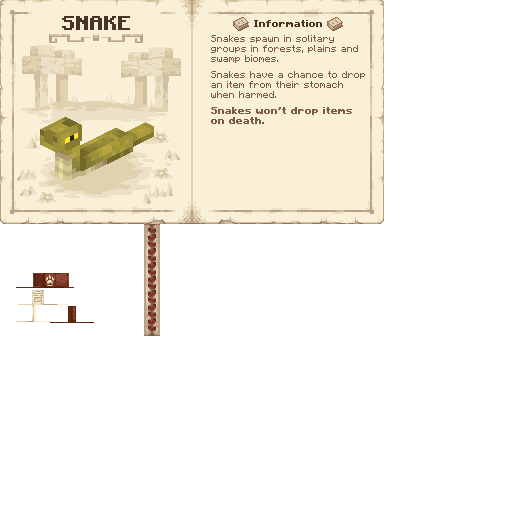 SNAKE
Information
Snakes spawn in solitary
groups in forests, plains and
swamp biomes.
Snakes have a chance to drop
an item from their stomach
when harmed.
Snakes won't drop items
on death.